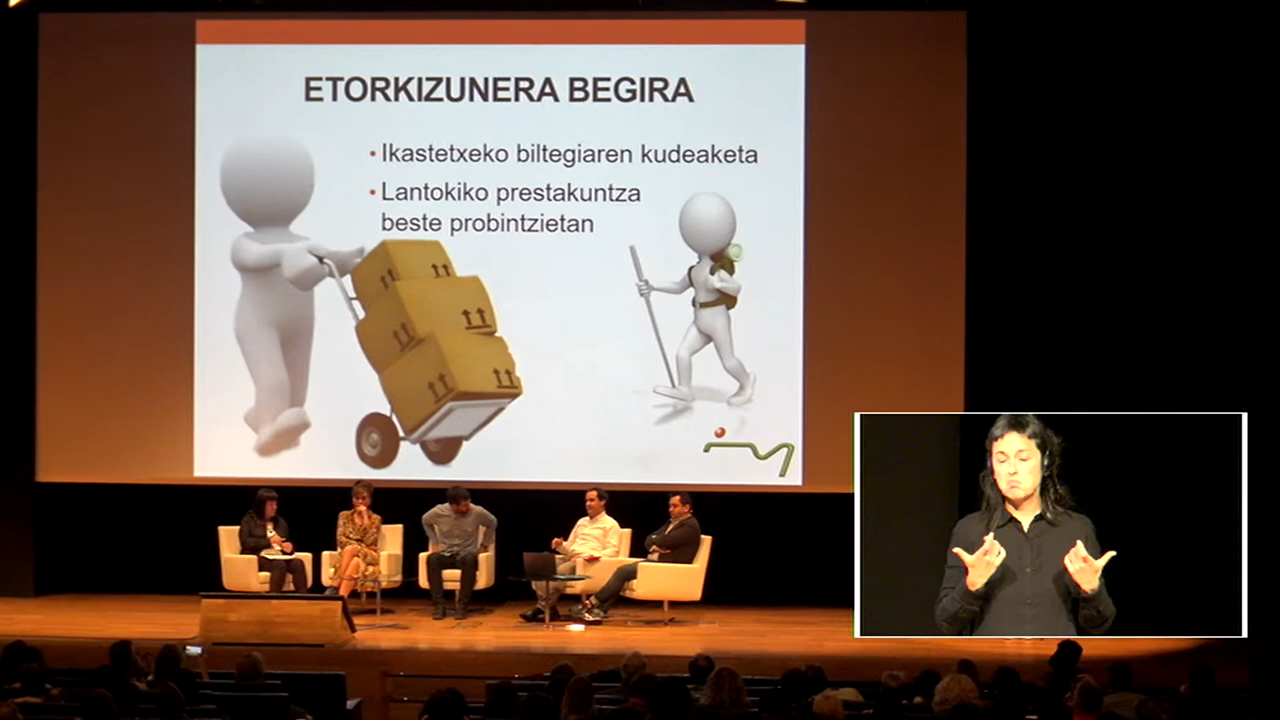 ETORKIZUNERA BEGIRA
• Ikastetxeko biltegiaren kudeaketa
• Lantokiko prestakuntza
beste probintzietan